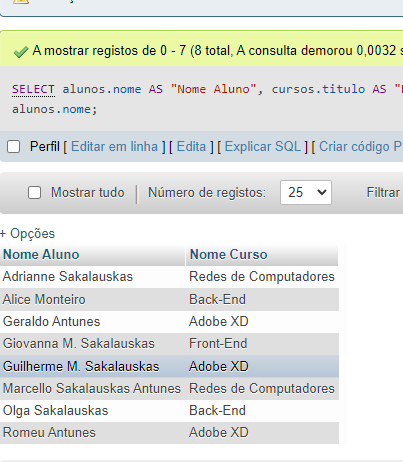 A mostrar registos de 0 - 7 (8 total, A consulta demorou 0,0032 s
SELECT alunos.nome AS "Nome Aluno", cursos.titulo AS "
alunos.nome;
Perfil [ Editar em linha ] [ Edita ] [ Explicar SQL ] [ Criar código P
Mostrar tudo Número de registos: 25 Filtrar
+ Opções
Nome Aluno Nome Curso
Adrianne Sakalauskas Redes de Computadores
Alice Monteiro Back-End
Geraldo Antunes Adobe XD
Giovanna M. Sakalauskas Front-End
Guilherme M. Sakalauskas Adobe XD
Marcello Sakalauskas Antunes Redes de Computadores
Olga Sakalauskas Back-End
Romeu Antunes Adobe XD